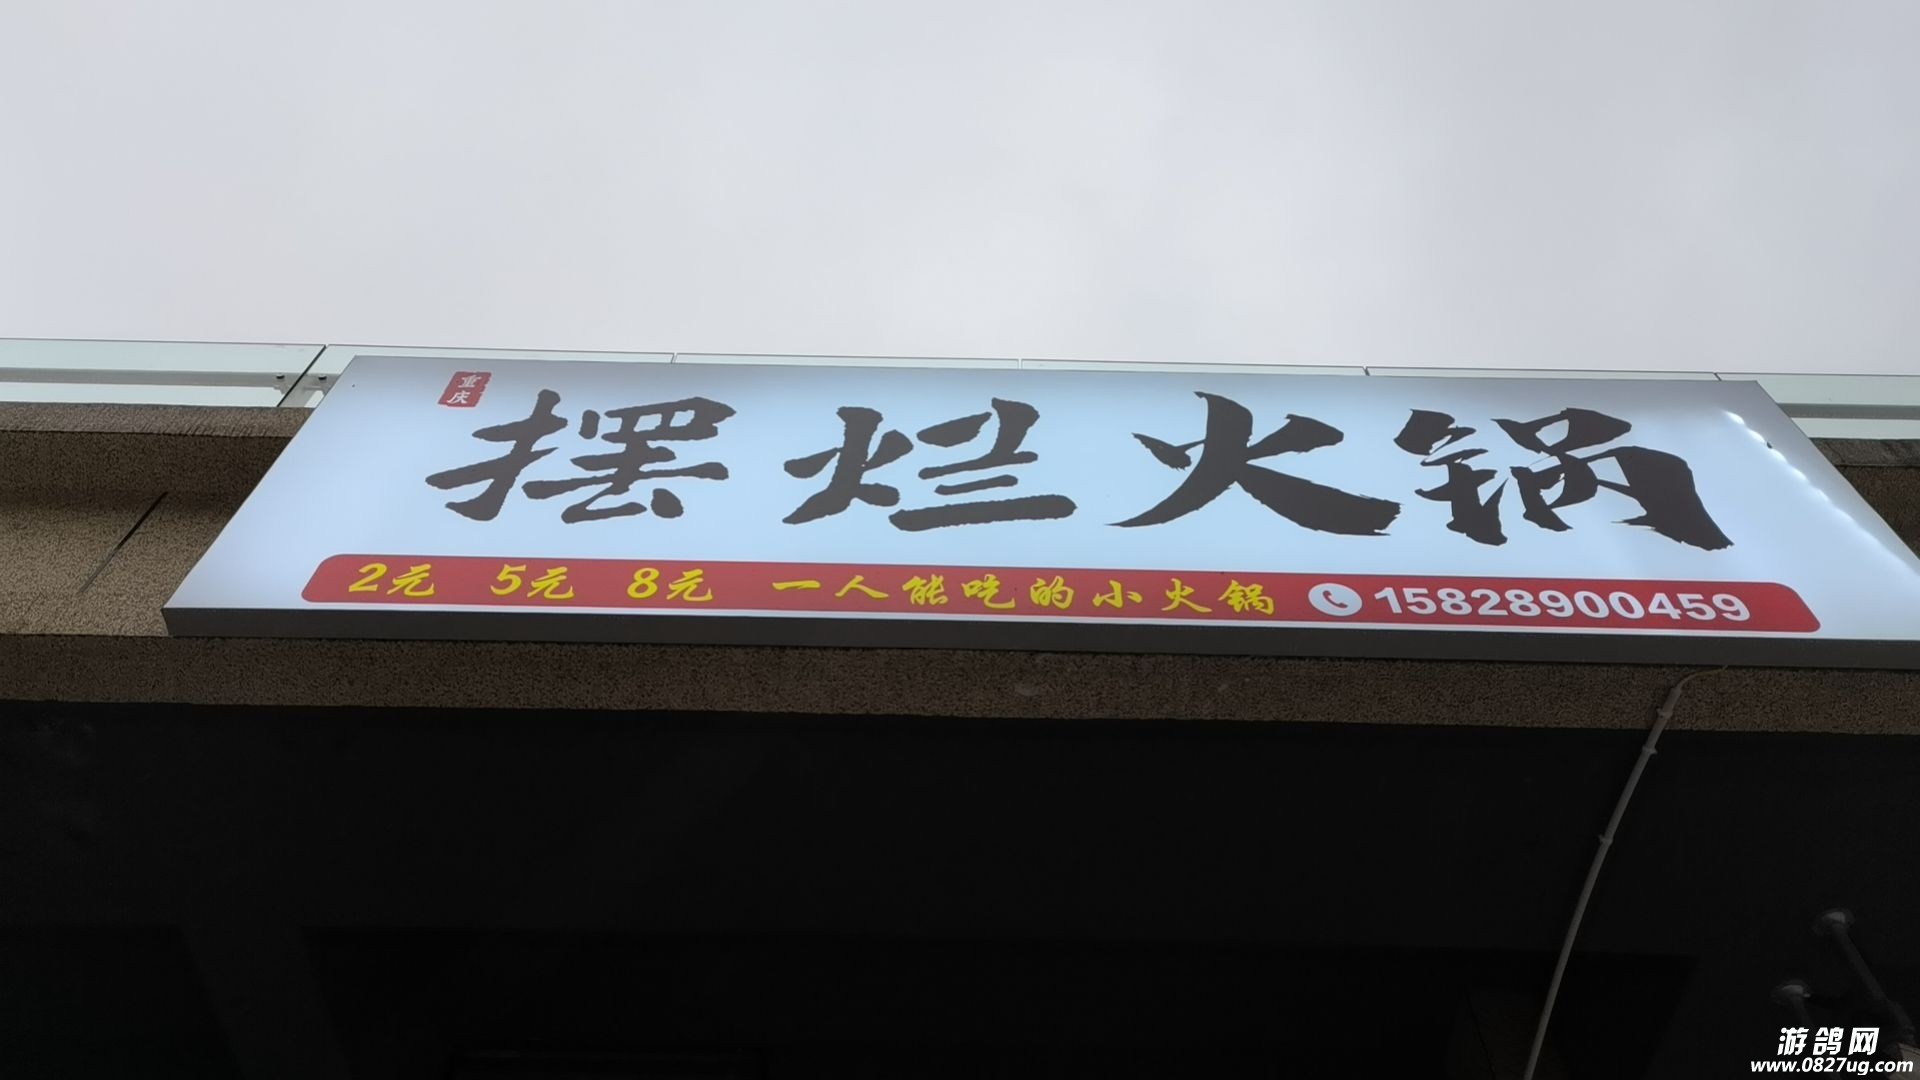 重庆
摆烂火锅
2元 5元 8元 一人能吃的小火锅 15828900459
游鸽网
www.0827ug.com